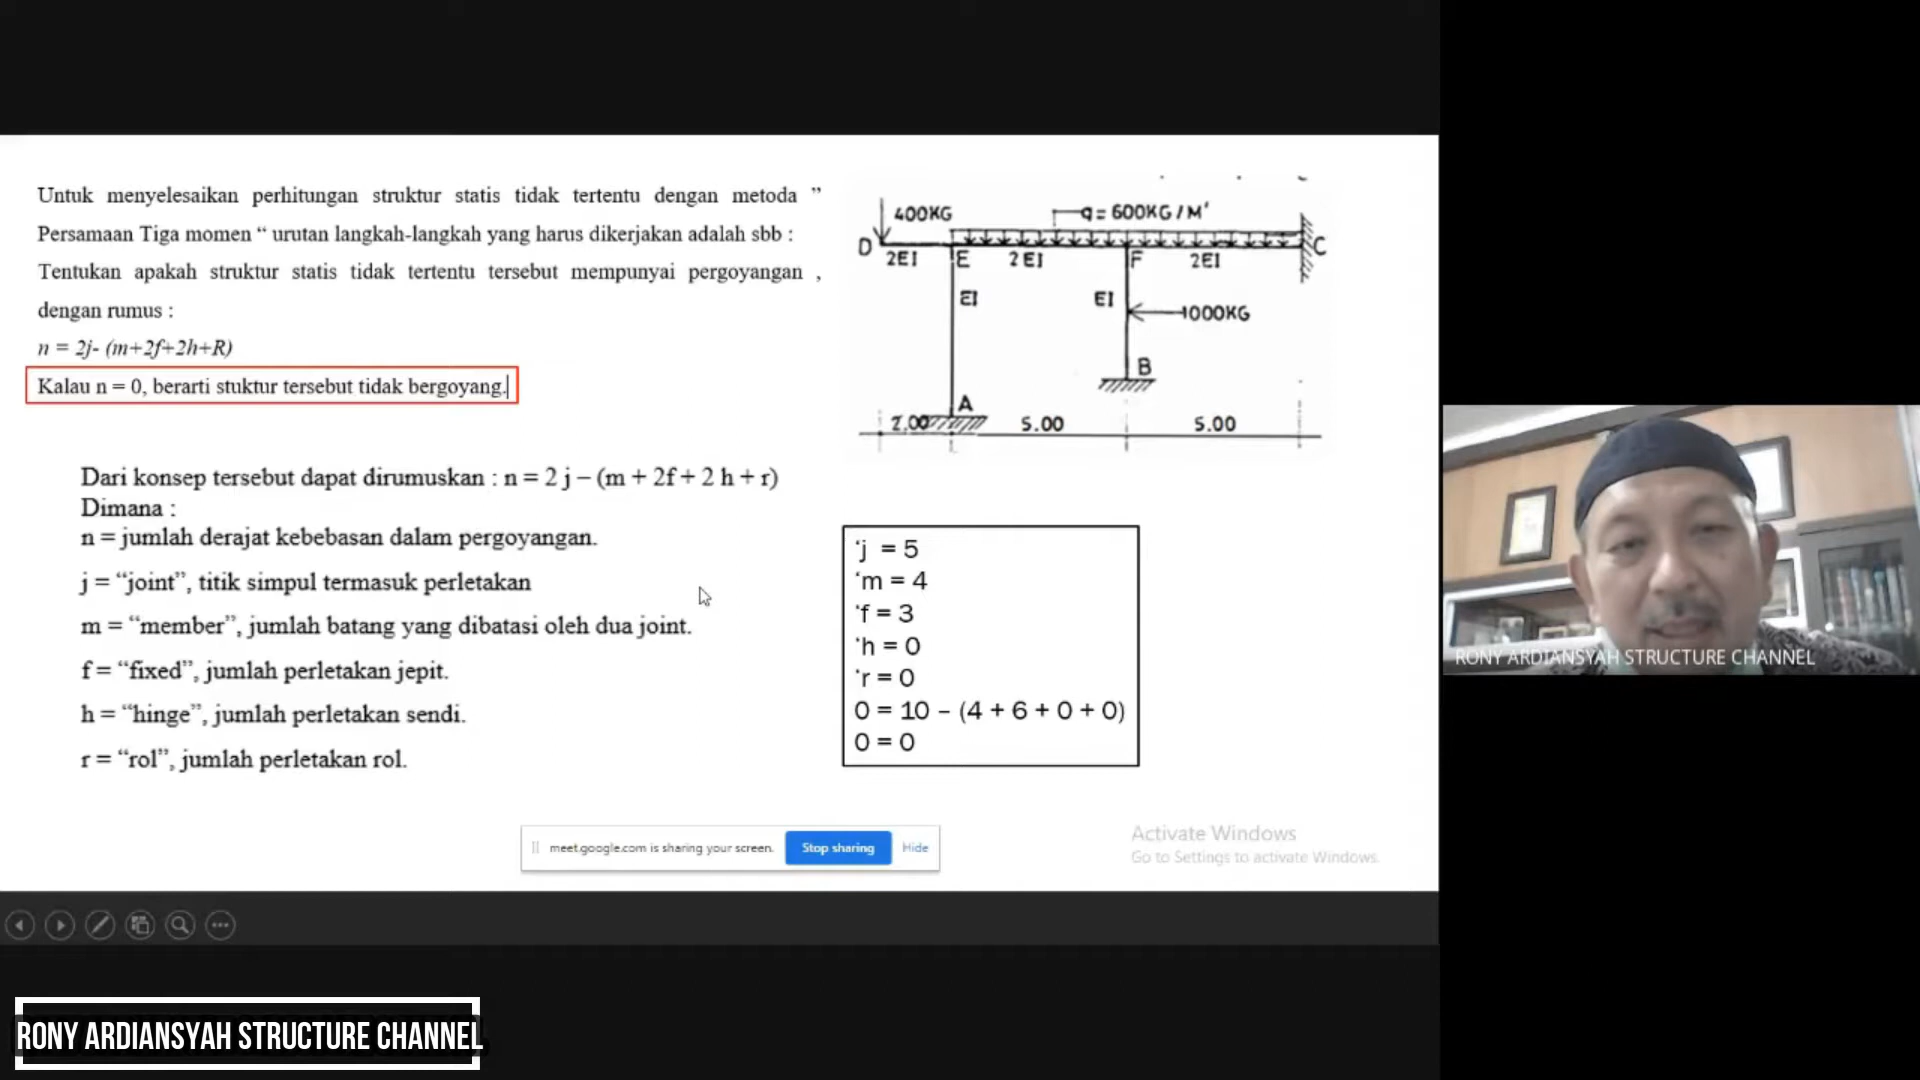 Untuk menyelesaikan perhitungan struktur statis tidak tertentu dengan metoda ”
Persamaan Tiga momen “ urutan langkah-langkah yang harus dikerjakan adalah sbb :
Tentukan apakah struktur statis tidak tertentu tersebut mempunyai pergoyangan ,
dengan rumus :
n = 2j- (m+2f+2h+R)
Kalau n = 0, berarti stuktur tersebut tidak bergoyang.
400KG
q = 600KG/M'
D
2EI
E
2EI
F
2EI
C
EI
EI
1000KG
B
A
2.00
5.00
5.00
Dari konsep tersebut dapat dirumuskan : n = 2 j – (m + 2f + 2 h + r)
Dimana :
n = jumlah derajat kebebasan dalam pergoyangan.
j = “joint”, titik simpul termasuk perletakan
m = “member”, jumlah batang yang dibatasi oleh dua joint.
f = “fixed”, jumlah perletakan jepit.
h = “hinge”, jumlah perletakan sendi.
r = “rol”, jumlah perletakan rol.
‘j = 5
‘m = 4
‘f = 3
‘h = 0
‘r = 0
0 = 10 – (4 + 6 + 0 + 0)
0 = 0
meet.google.com is sharing your screen.
Stop sharing
Hide
Activate Windows
Go to Settings to activate Windows.
RONY ARDIANSYAH STRUCTURE CHANNEL
RONY ARDIANSYAH STRUCTURE CHANNEL